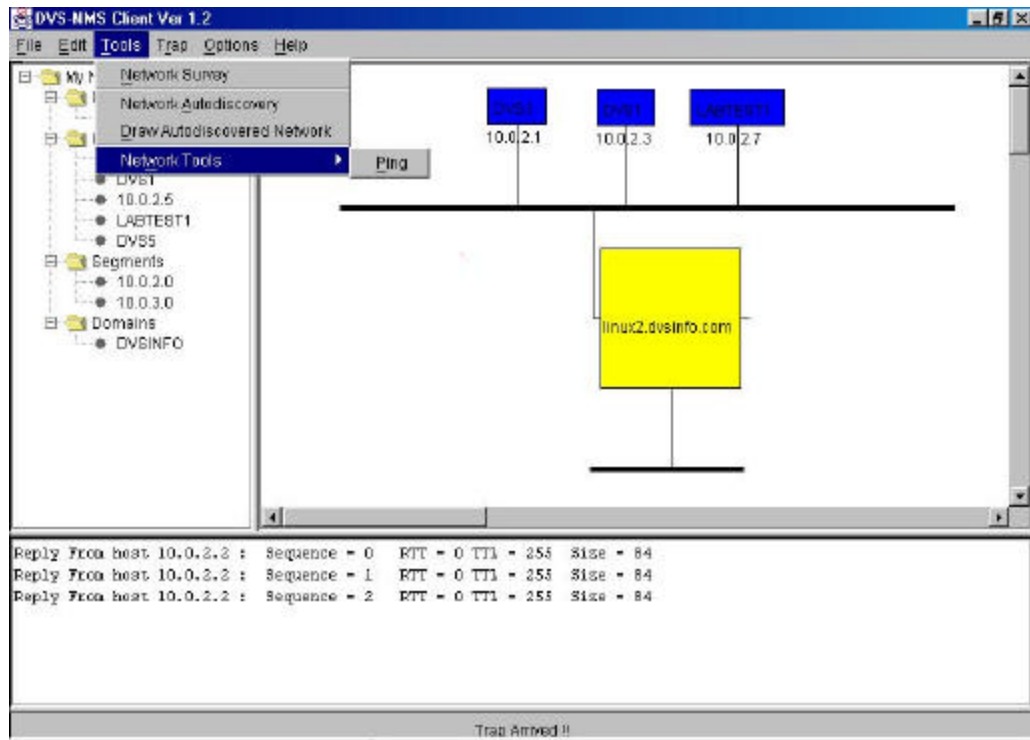 DVS-NMS Client Ver 1.2
File Edit Tools Trap Options Help
My
Network Survey
Network Autodiscovery
Draw Autodiscovered Network
Network Tools
Ping
DVS1
10.0.2.5
LABTEST1
DVS5
Segments
10.0.2.0
10.0.3.0
Domains
DVSINFO
DVS1 DVS1 LABTEST1
10.0.2.1 10.0.2.3 10.0.2.7
linux2.dvsinfo.com
Reply From host 10.0.2.2 : Sequence = 0 RTT = 0 TTL = 255 Size = 84
Reply From host 10.0.2.2 : Sequence = 1 RTT = 0 TTL = 255 Size = 84
Reply From host 10.0.2.2 : Sequence = 2 RTT = 0 TTL = 255 Size = 84
Trap Arrived !!